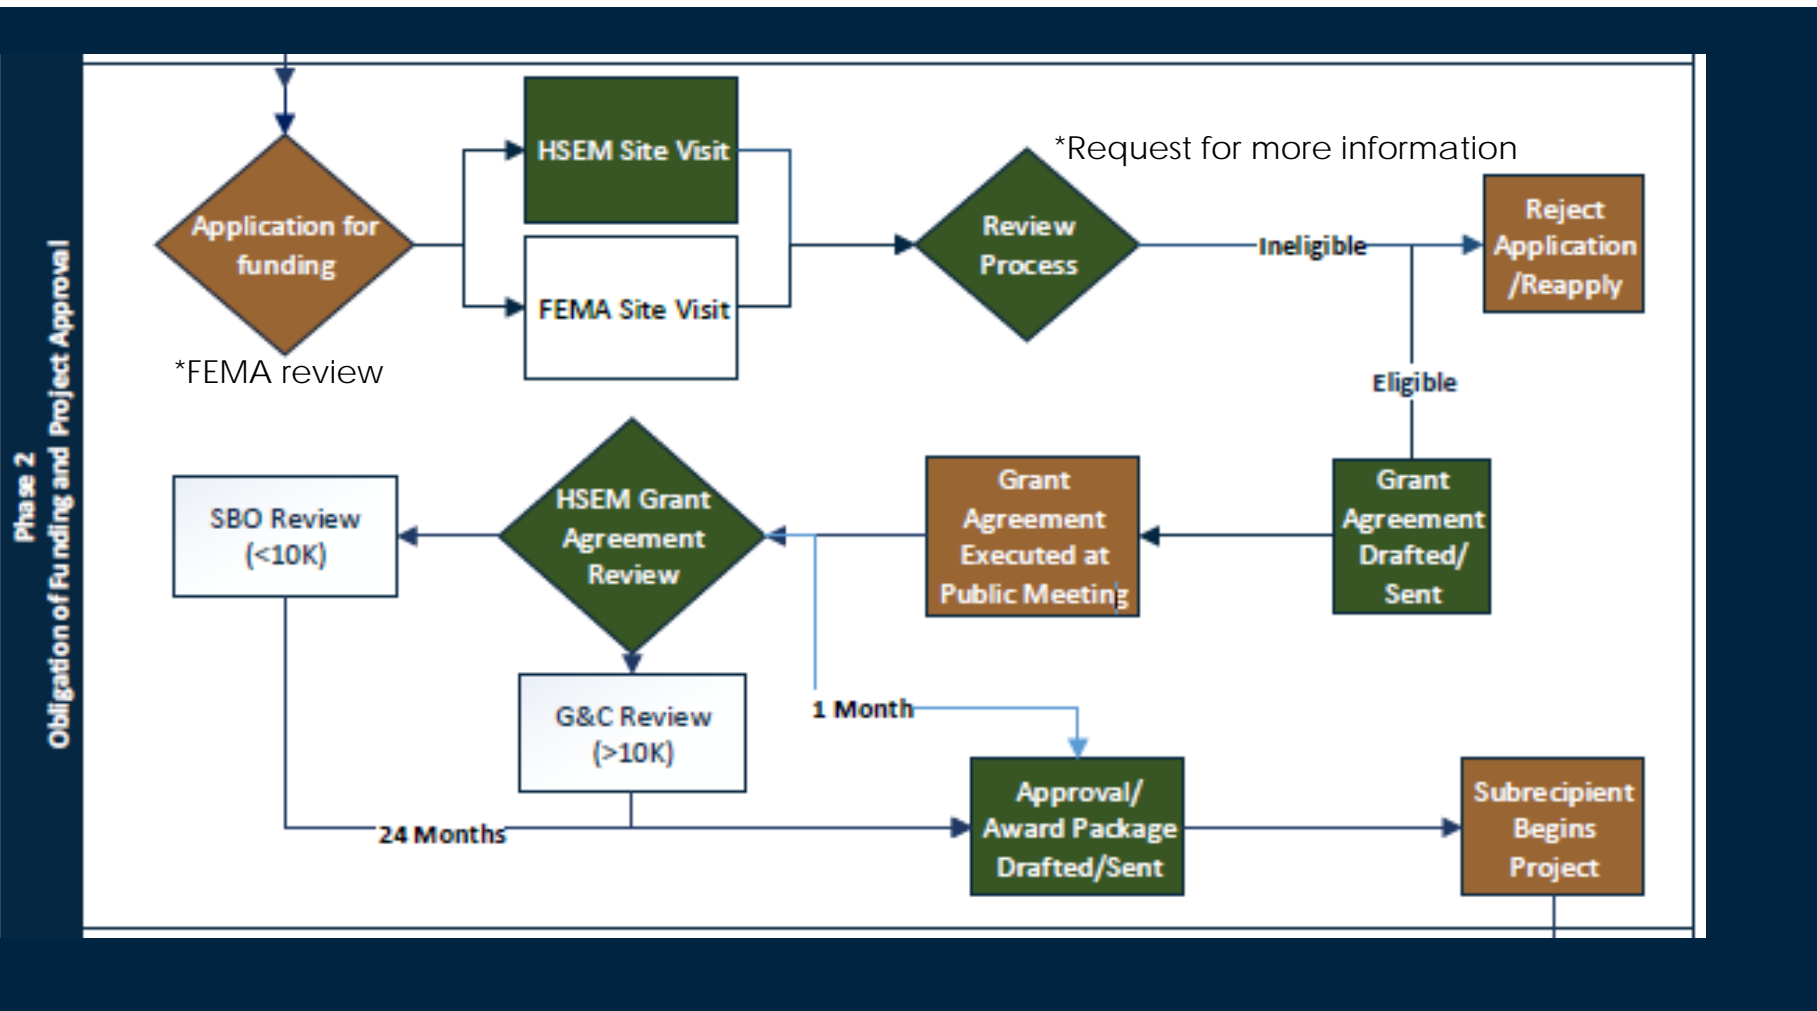 Phase 2
Obligation of Funding and Project Approval
Application for
funding
*FEMA review
HSEM Site Visit
FEMA Site Visit
Review
Process
*Request for more information
Ineligible
Reject
Application
/Reapply
Eligible
Grant
Agreement
Drafted/
Sent
Grant
Agreement
Executed at
Public Meeting
HSEM Grant
Agreement
Review
SBO Review
(<10K)
G&C Review
(>10K)
1 Month
24 Months
Approval/
Award Package
Drafted/Sent
Subrecipient
Begins
Project